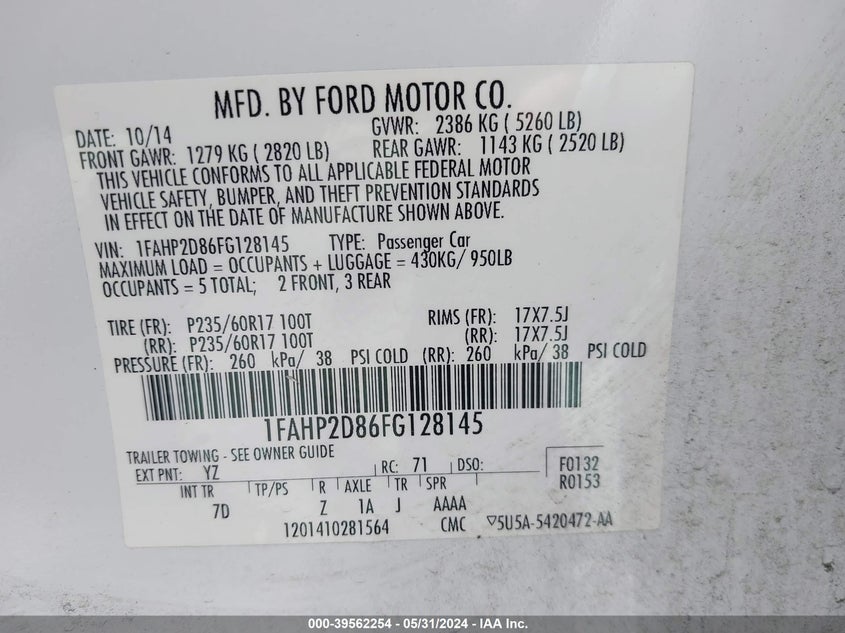 MFD. BY FORD MOTOR CO.
DATE: 10/14 GVWR: 2386 KG ( 5260 LB)
FRONT GAWR: 1279 KG ( 2820 LB) REAR GAWR: 1143 KG ( 2520 LB)
THIS VEHICLE CONFORMS TO ALL APPLICABLE FEDERAL MOTOR
VEHICLE SAFETY, BUMPER, AND THEFT PREVENTION STANDARDS
IN EFFECT ON THE DATE OF MANUFACTURE SHOWN ABOVE.
VIN: 1FAHP2D86FG128145 TYPE: Passenger Car
MAXIMUM LOAD = OCCUPANTS + LUGGAGE = 430KG/ 950LB
OCCUPANTS = 5 TOTAL; 2 FRONT, 3 REAR
TIRE (FR): P235/60R17 100T RIMS (FR): 17X7.5J
(RR): P235/60R17 100T (RR): 17X7.5J
PRESSURE (FR): 260 kPa/ 38 PSI COLD (RR): 260 kPa/ 38 PSI COLD
1FAHP2D86FG128145
TRAILER TOWING - SEE OWNER GUIDE
EXT PNT: YZ RC: 71 DSO: F0132
R0153
INT TR TP/PS R AXLE TR SPR
7D Z 1A J AAAA
1201410281564 CMC ▽5U5A-5420472-AA
000-39562254 - 05/31/2024 - IAA Inc.